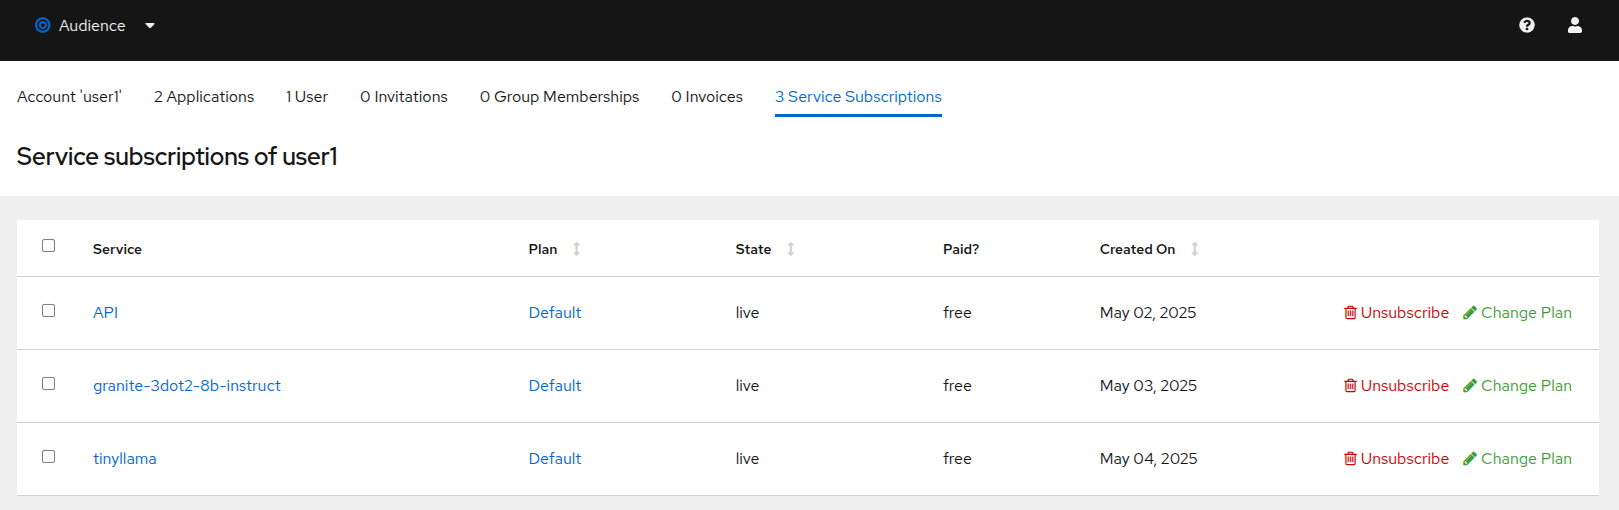 Audience
Account 'user1' 2 Applications 1 User 0 Invitations 0 Group Memberships 0 Invoices 3 Service Subscriptions
Service subscriptions of user1
Service Plan State Paid? Created On
API Default live free May 02, 2025 Unsubscribe Change Plan
granite-3dot2-8b-instruct Default live free May 03, 2025 Unsubscribe Change Plan
tinyllama Default live free May 04, 2025 Unsubscribe Change Plan